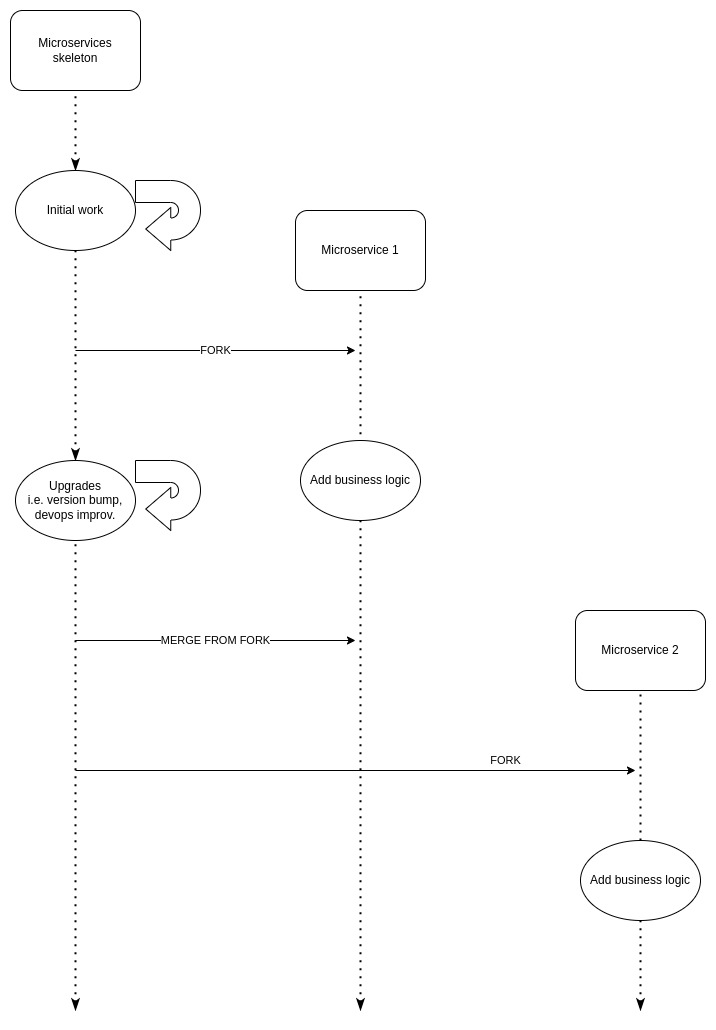 Microservices
skeleton
Initial work
Microservice 1
FORK
Upgrades
i.e. version bump,
devops improv.
Add business logic
MERGE FROM FORK
Microservice 2
FORK
Add business logic